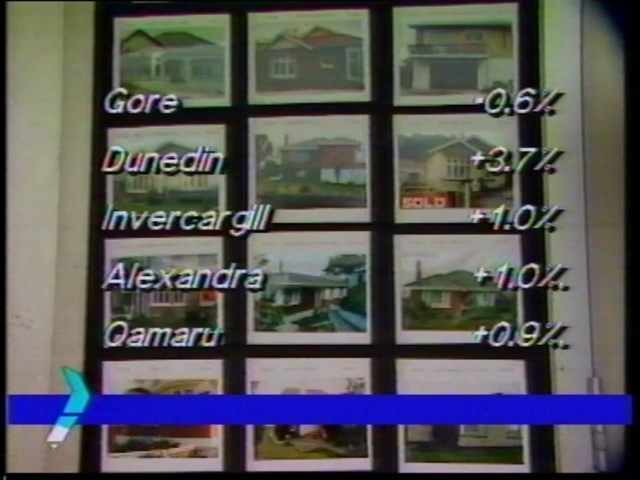 Gore -0.6%
Dunedin +3.7%
SOLD
Invercargill +1.0%
Alexandra +1.0%
Oamaru +0.9%